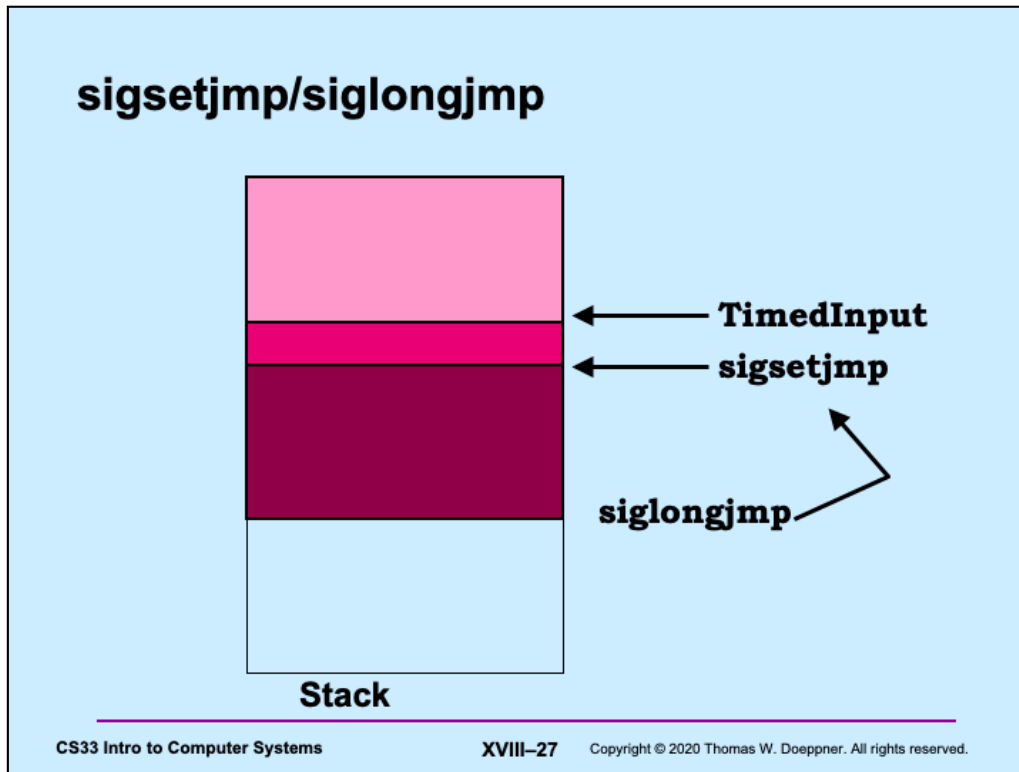 sigsetjmp/siglongjmp
TimedInput
sigsetjmp
siglongjmp
Stack
CS33 Intro to Computer Systems XVIII–27 Copyright © 2020 Thomas W. Doeppner. All rights reserved.